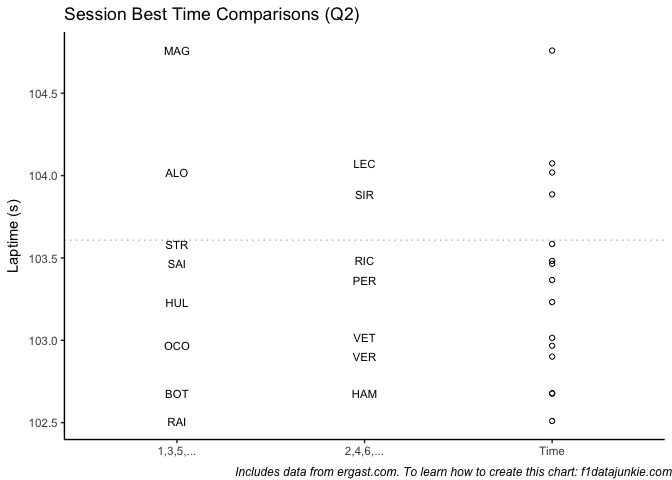 Session Best Time Comparisons (Q2)
Laptime (s)
104.5
104.0
103.5
103.0
102.5
MAG
LEC
ALO
SIR
STR
RIC
SAI
PER
HUL
VET
OCO
VER
BOT
HAM
RAI
1,3,5,...
2,4,6,...
Time
Includes data from ergast.com. To learn how to create this chart: f1datajunkie.com